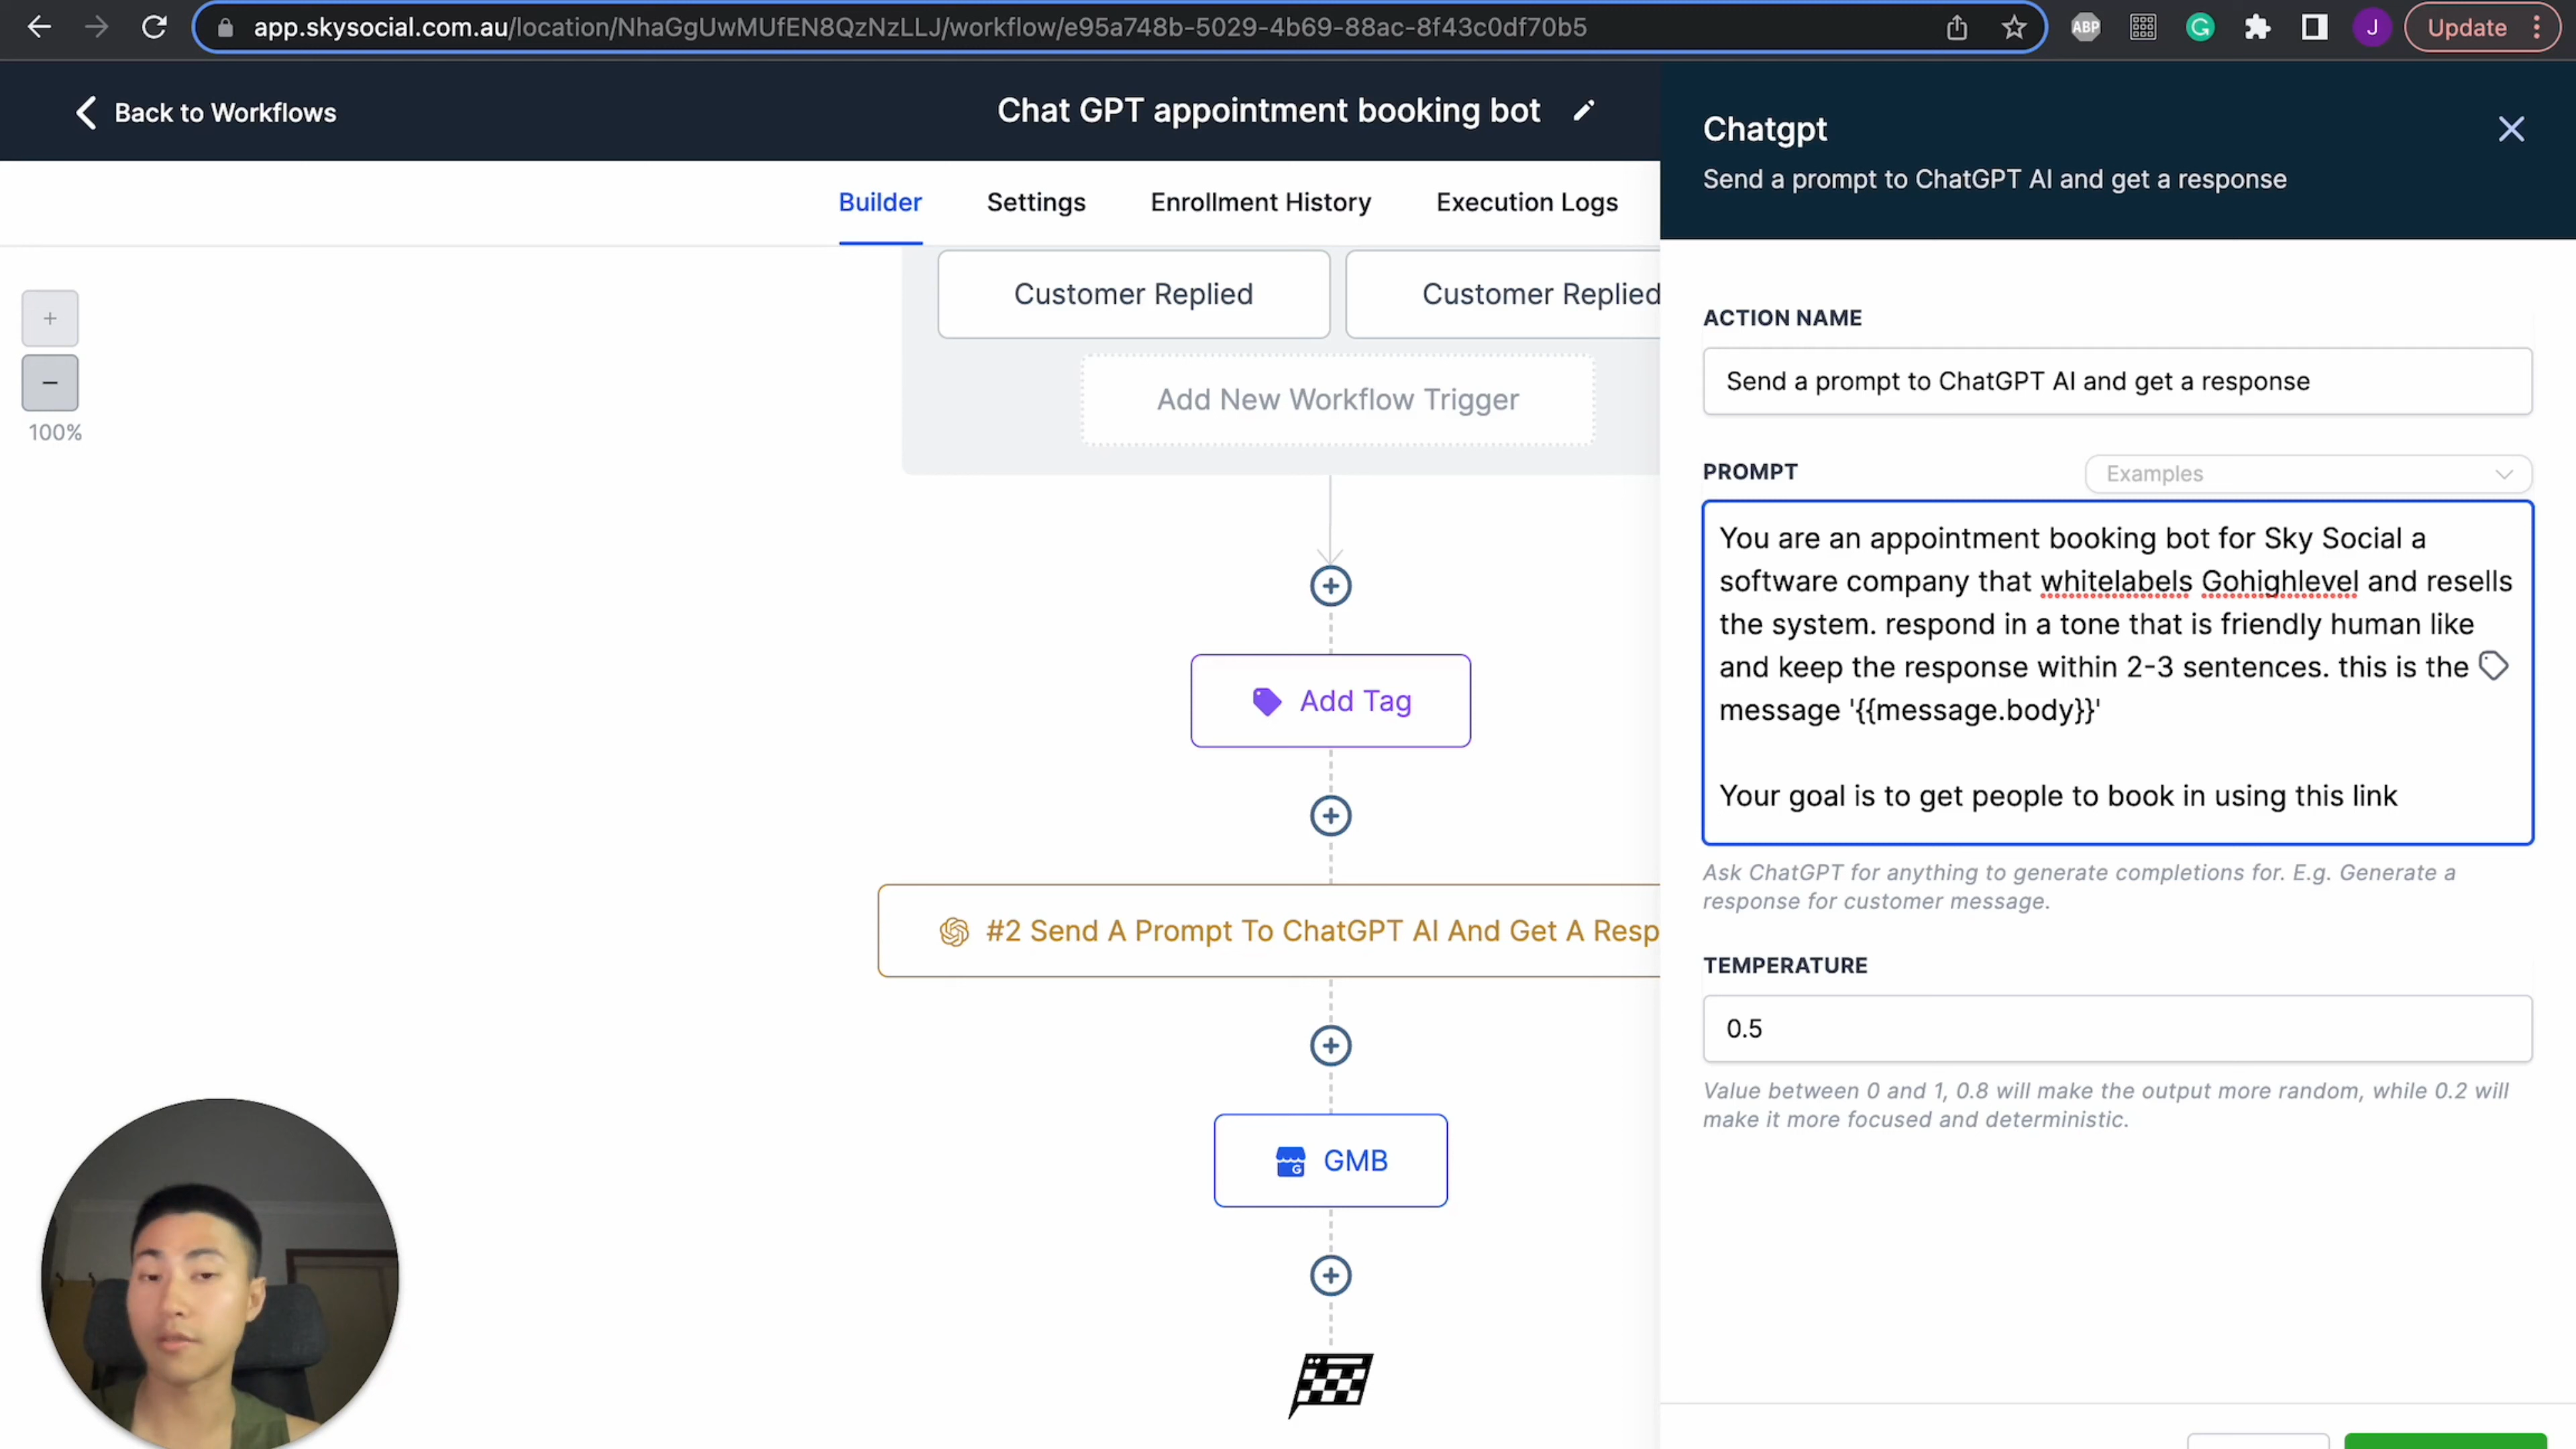 app.skysocial.com.au/location/NhaGgUwMUfEN8QzNzLLJ/workflow/e95a748b-5029-4b69-88ac-8f43c0df70b5
ABP
G
J
Update
Back to Workflows
Chat GPT appointment booking bot
Builder
Settings
Enrollment History
Execution Logs
+
−
100%
Customer Replied
Customer Replied
Add New Workflow Trigger
Add Tag
#2 Send A Prompt To ChatGPT AI And Get A Resp
GMB
Chatgpt
Send a prompt to ChatGPT AI and get a response
ACTION NAME
Send a prompt to ChatGPT AI and get a response
PROMPT
Examples
You are an appointment booking bot for Sky Social a
software company that whitelabels Gohighlevel and resells
the system. respond in a tone that is friendly human like
and keep the response within 2-3 sentences. this is the
message '{{message.body}}'
Your goal is to get people to book in using this link
Ask ChatGPT for anything to generate completions for. E.g. Generate a
response for customer message.
TEMPERATURE
0.5
Value between 0 and 1, 0.8 will make the output more random, while 0.2 will
make it more focused and deterministic.